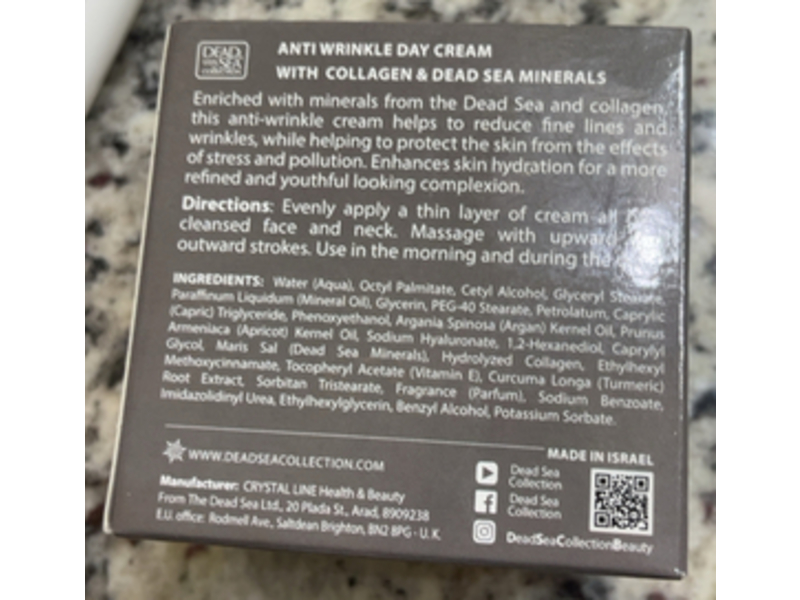 DEAD
SEA
collection
ANTI WRINKLE DAY CREAM
WITH COLLAGEN & DEAD SEA MINERALS
Enriched with minerals from the Dead Sea and collagen,
this anti-wrinkle cream helps to reduce fine lines and
wrinkles, while helping to protect the skin from the effects
of stress and pollution. Enhances skin hydration for a more
refined and youthful looking complexion.
Directions: Evenly apply a thin layer of cream all
cleansed face and neck. Massage with upward
outward strokes. Use in the morning and during the
INGREDIENTS: Water (Aqua), Octyl Palmitate, Cetyl Alcohol, Glyceryl Stearate,
Paraffinum Liquidum (Mineral Oil), Glycerin, PEG-40 Stearate, Petrolatum, Caprylic
(Capric) Triglyceride, Phenoxyethanol, Argania Spinosa (Argan) Kernel Oil, Prunus
Armeniaca (Apricot) Kernel Oil, Sodium Hyaluronate, 1.2-Hexanediol, Caprylyl
Glycol, Maris Sal (Dead Sea Minerals), Hydrolyzed Collagen, Ethylhexyl
Methoxycinnamate, Tocopheryl Acetate (Vitamin E), Curcuma Longa (Turmeric)
Root Extract, Sorbitan Tristearate, Fragrance (Parfum), Sodium Benzoate,
Imidazolidinyl Urea, Ethylhexylglycerin, Benzyl Alcohol, Potassium Sorbate.
MADE IN ISRAEL
WWW.DEADSEACOLLECTION.COM
Manufacturer: CRYSTAL LINE Health & Beauty
From The Dead Sea Ltd., 20 Plada St., Arad, 8909238
E.U. office: Rodmell Ave., Saltdean Brighton, BN2 8PG - U.K.
Dead Sea
Collection
Dead Sea
Collection
DeadSeaCollectionBeauty